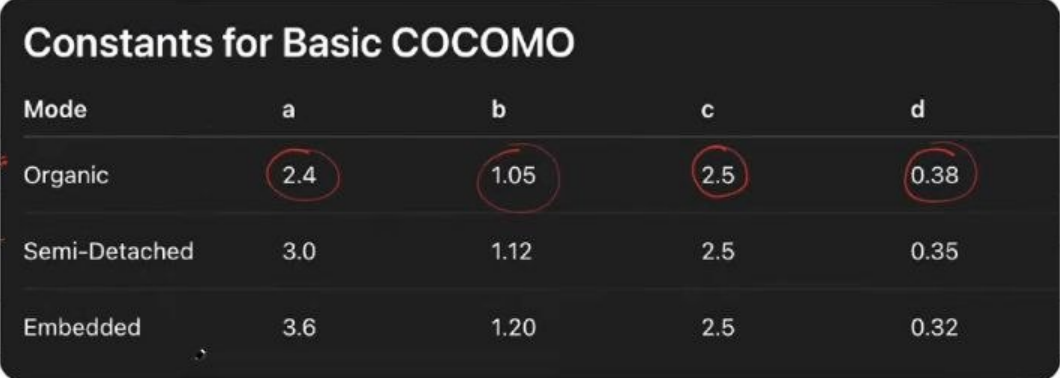 Constants for Basic COCOMO
Mode a b c d
Organic 2.4 1.05 2.5 0.38
Semi-Detached 3.0 1.12 2.5 0.35
Embedded 3.6 1.20 2.5 0.32